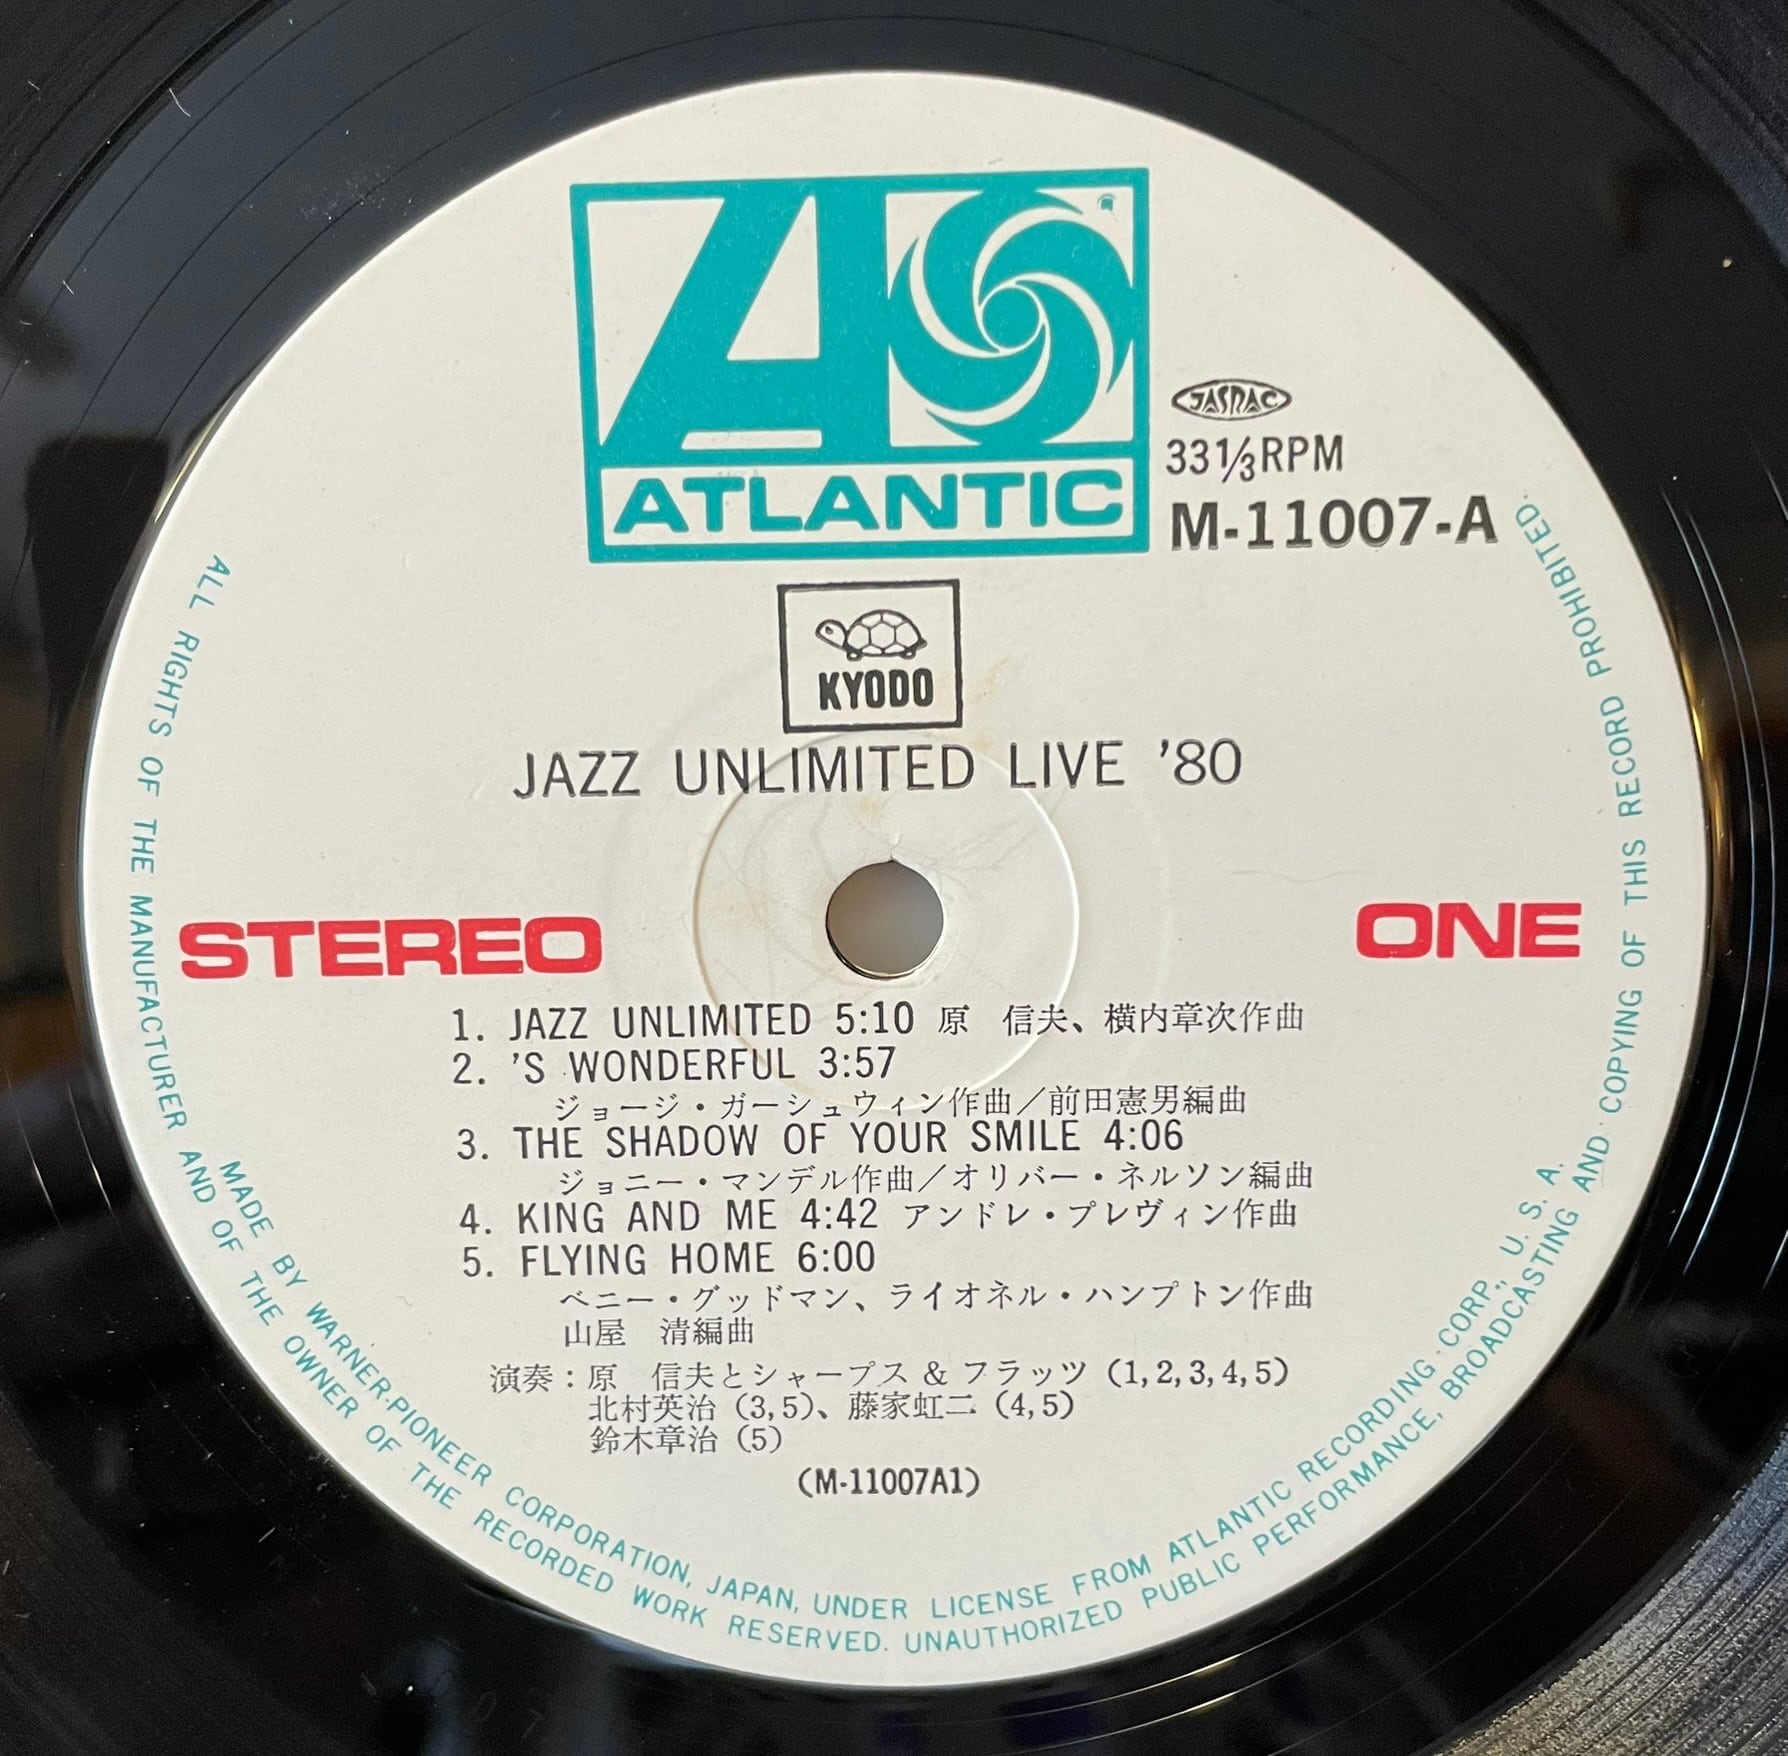 ATLANTIC
JASRAC
33⅓RPM
M-11007-A
KYODO
JAZZ UNLIMITED LIVE '80
STEREO
ONE
1. JAZZ UNLIMITED 5:10 原 信夫、横内章次作曲
2. 'S WONDERFUL 3:57
ジョージ・ガーシュウィン作曲／前田憲男編曲
3. THE SHADOW OF YOUR SMILE 4:06
ジョニー・マンデル作曲／オリバー・ネルソン編曲
4. KING AND ME 4:42 アンドレ・プレヴィン作曲
5. FLYING HOME 6:00
ベニー・グッドマン、ライオネル・ハンプトン作曲
山屋 清編曲
演奏：原 信夫とシャープス & フラッツ (1,2,3,4,5)
北村英治 (3,5)、藤家虹二 (4,5)
鈴木章治 (5)
(M-11007A1)
MADE BY WARNER-PIONEER CORPORATION, JAPAN, UNDER LICENSE FROM ATLANTIC RECORDING CORP., U. S. A.
ALL RIGHTS OF THE MANUFACTURER AND OF THE OWNER OF THE RECORDED WORK RESERVED. UNAUTHORIZED PUBLIC PERFORMANCE, BROADCASTING AND COPYING OF THIS RECORD PROHIBITED.